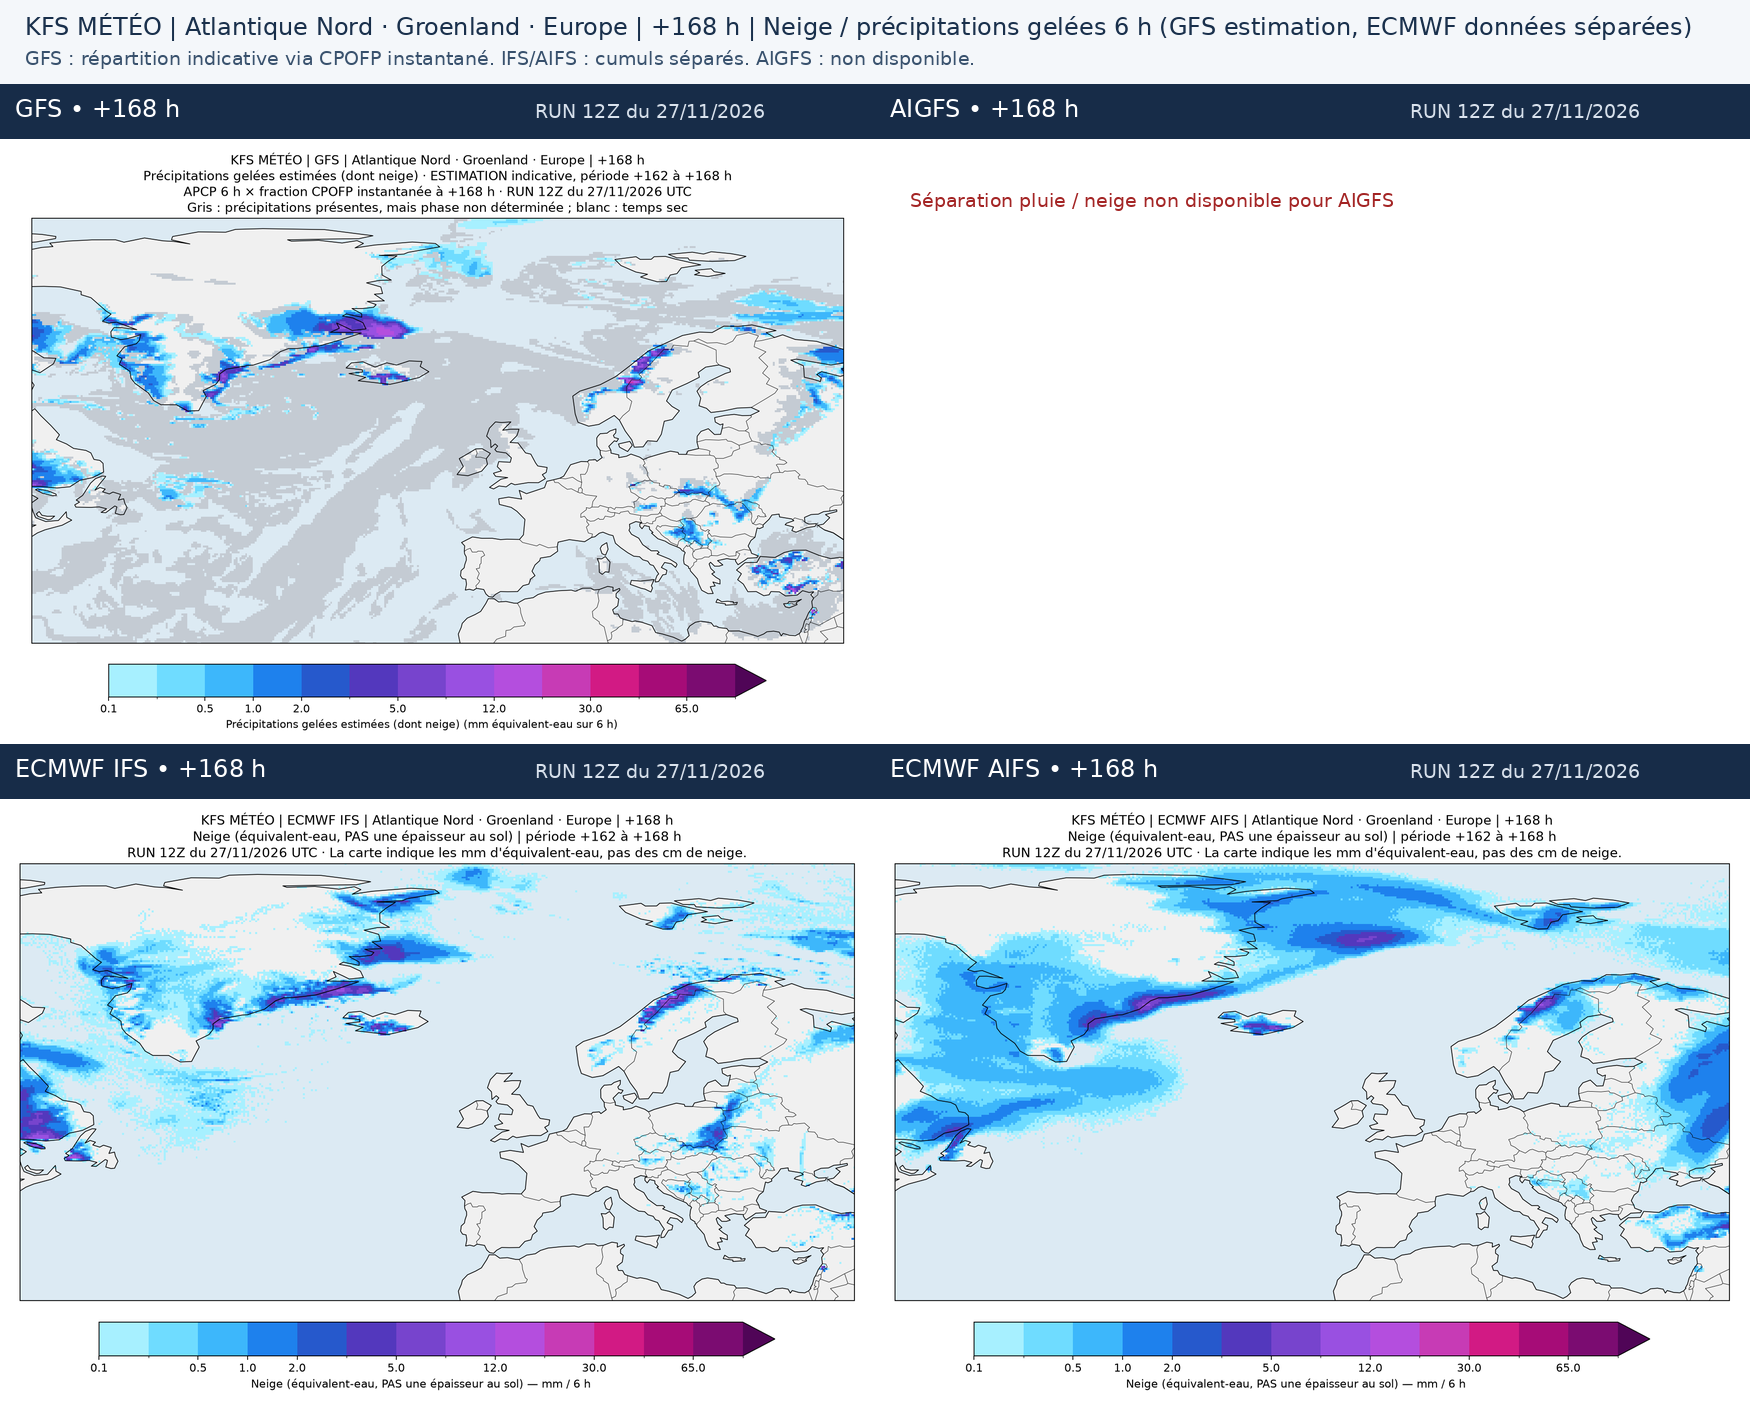 KFS MÉTÉO | Atlantique Nord · Groenland · Europe | +168 h | Neige / précipitations gelées 6 h (GFS estimation, ECMWF données séparées)
GFS : répartition indicative via CPOFP instantané. IFS/AIFS : cumuls séparés. AIGFS : non disponible.
GFS • +168 h
RUN 12Z du 27/11/2026
AIGFS • +168 h
RUN 12Z du 27/11/2026
KFS MÉTÉO | GFS | Atlantique Nord · Groenland · Europe | +168 h
Précipitations gelées estimées (dont neige) · ESTIMATION indicative, période +162 à +168 h
APCP 6 h × fraction CPOFP instantanée à +168 h · RUN 12Z du 27/11/2026 UTC
Gris : précipitations présentes, mais phase non déterminée ; blanc : temps sec
Séparation pluie / neige non disponible pour AIGFS
0.1 0.5 1.0 2.0 5.0 12.0 30.0 65.0
Précipitations gelées estimées (dont neige) (mm équivalent-eau sur 6 h)
ECMWF IFS • +168 h
RUN 12Z du 27/11/2026
ECMWF AIFS • +168 h
RUN 12Z du 27/11/2026
KFS MÉTÉO | ECMWF IFS | Atlantique Nord · Groenland · Europe | +168 h
Neige (équivalent-eau, PAS une épaisseur au sol) | période +162 à +168 h
RUN 12Z du 27/11/2026 UTC · La carte indique les mm d'équivalent-eau, pas des cm de neige.
0.1 0.5 1.0 2.0 5.0 12.0 30.0 65.0
Neige (équivalent-eau, PAS une épaisseur au sol) — mm / 6 h
KFS MÉTÉO | ECMWF AIFS | Atlantique Nord · Groenland · Europe | +168 h
Neige (équivalent-eau, PAS une épaisseur au sol) | période +162 à +168 h
RUN 12Z du 27/11/2026 UTC · La carte indique les mm d'équivalent-eau, pas des cm de neige.
0.1 0.5 1.0 2.0 5.0 12.0 30.0 65.0
Neige (équivalent-eau, PAS une épaisseur au sol) — mm / 6 h